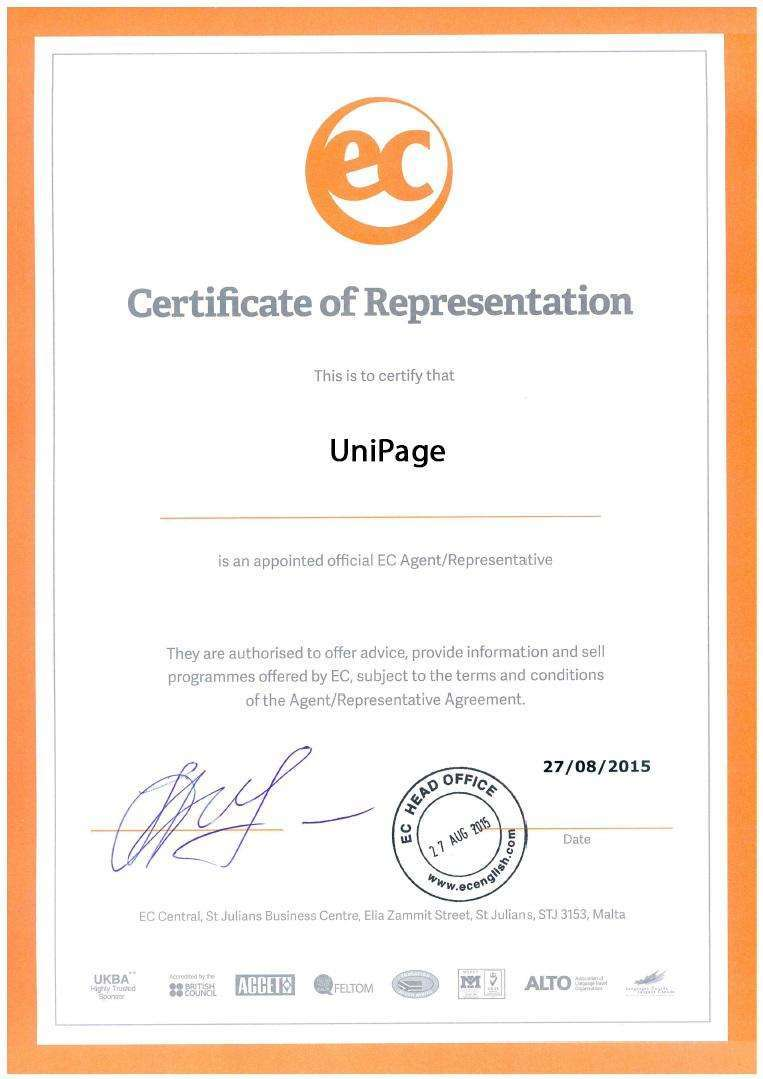 ec
Certificate of Representation
This is to certify that
UniPage
is an appointed official EC Agent/Representative
They are authorised to offer advice, provide information and sell
programmes offered by EC, subject to the terms and conditions
of the Agent/Representative Agreement.
27/08/2015
EC HEAD OFFICE
27 AUG 2015
www.ecenglish.com
Date
EC Central, St Julians Business Centre, Elia Zammit Street, St Julians, STJ 3153, Malta
UKBA**
Highly Trusted
Sponsor
Accredited by the
BRITISH
COUNCIL
ACCET
FELTOM
ALTO
Association of
Language Travel
Organisations